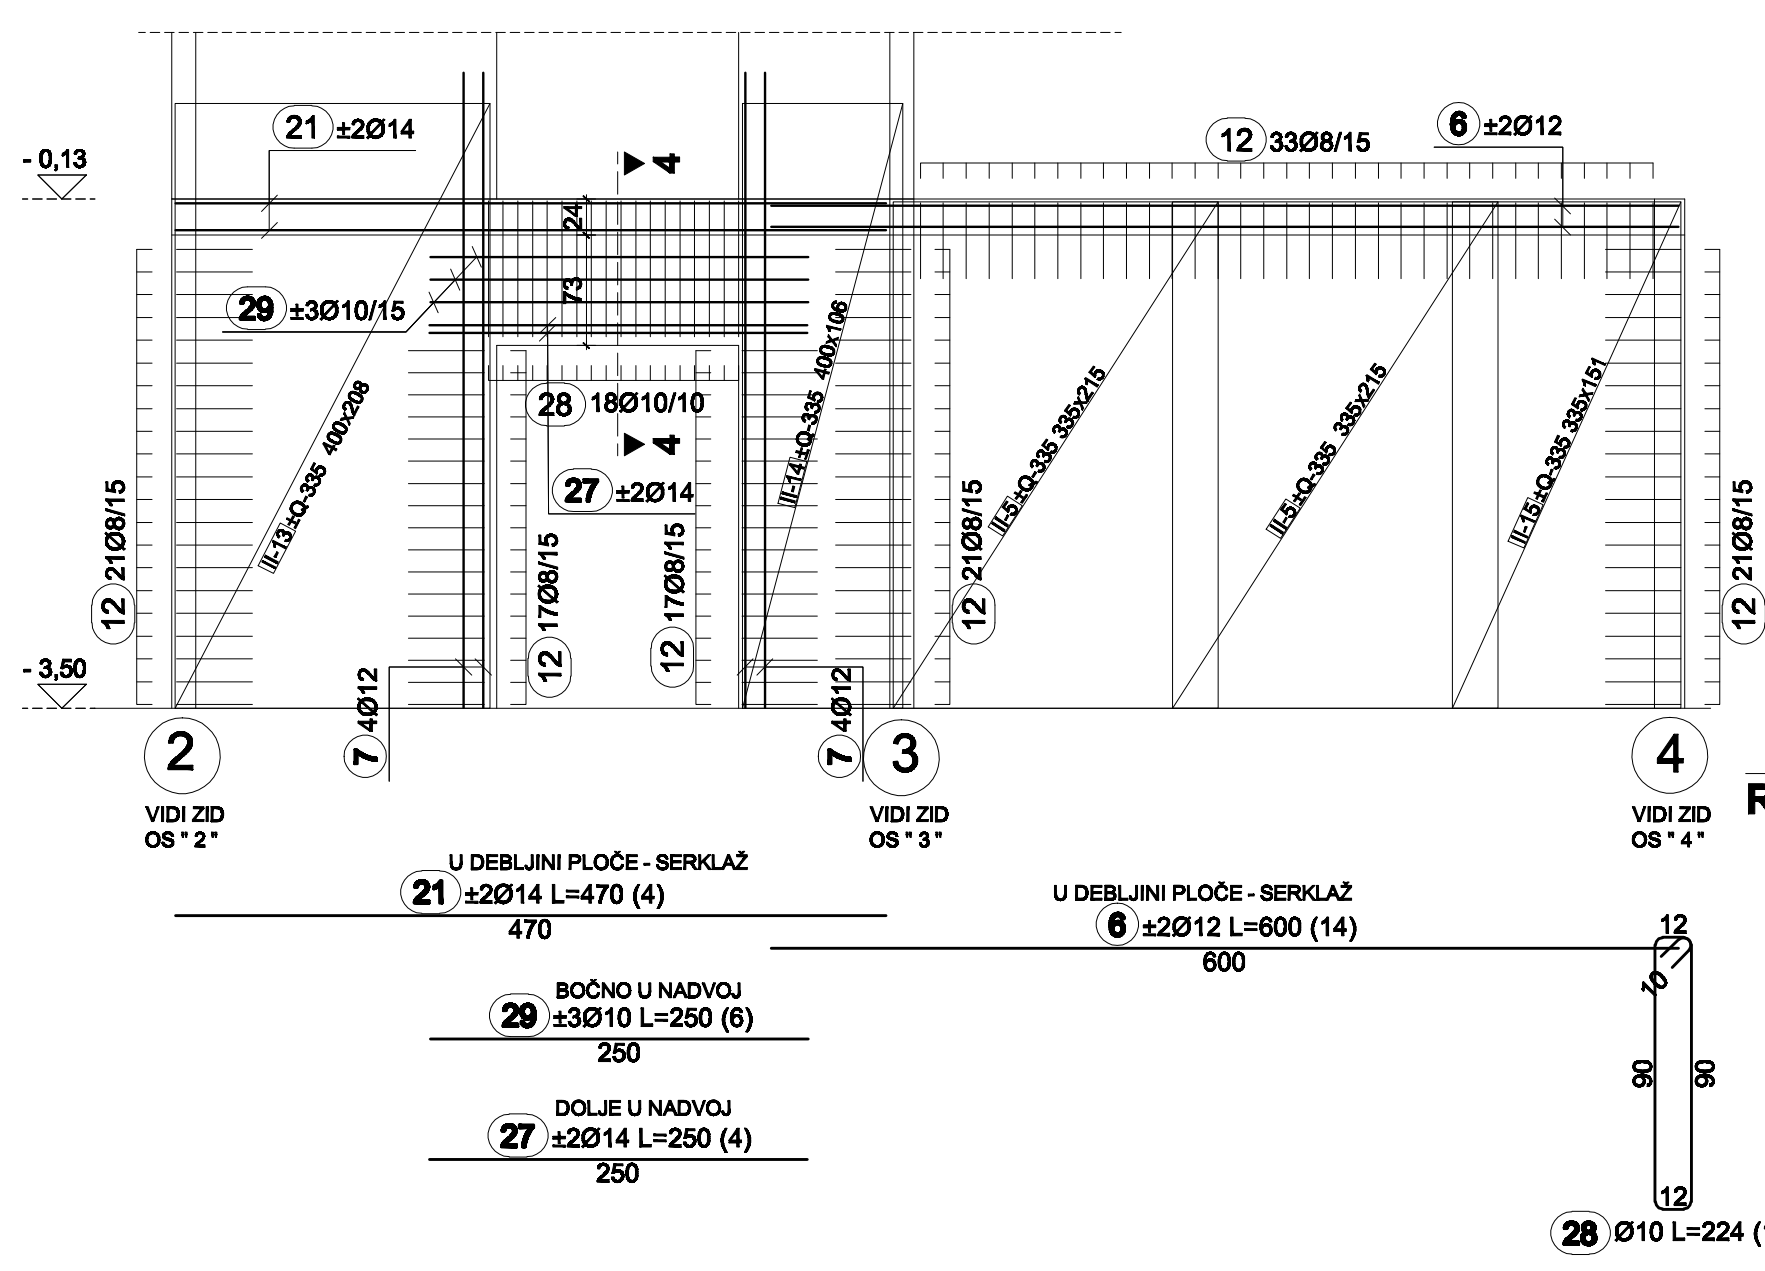 21 ±2Ø14
- 0,13
4
12 33Ø8/15
6 ±2Ø12
24
73
29 ±3Ø10/15
28 18Ø10/10
4
27 ±2Ø14
II-13 ±Q-335 400x208
II-14 ±Q-335 400x106
II-5 ±Q-335 335x215
II-5 ±Q-335 335x215
II-15 ±Q-335 335x151
12 21Ø8/15
12 17Ø8/15
12 17Ø8/15
12 21Ø8/15
12 21Ø8/15
- 3,50
7 4Ø12
7 4Ø12
2
3
4
VIDI ZID
OS " 2 "
VIDI ZID
OS " 3 "
VIDI ZID
OS " 4 "
U DEBLJINI PLOČE - SERKLAŽ
21 ±2Ø14 L=470 (4)
470
U DEBLJINI PLOČE - SERKLAŽ
6 ±2Ø12 L=600 (14)
600
BOČNO U NADVOJ
29 ±3Ø10 L=250 (6)
250
DOLJE U NADVOJ
27 ±2Ø14 L=250 (4)
250
12
10
90
90
12
28 Ø10 L=224 (